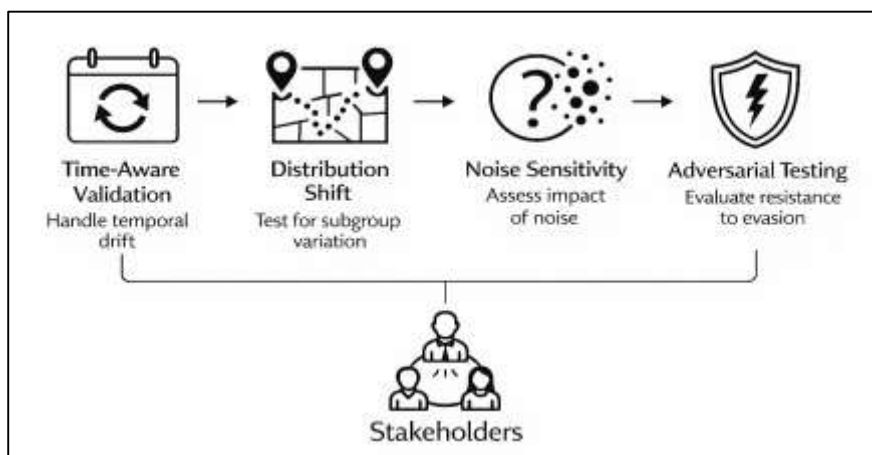 Time-Aware
Validation
Handle temporal
drift
Distribution
Shift
Test for subgroup
variation
Noise Sensitivity
Assess impact
of noise
Adversarial Testing
Evaluate resistance
to evasion
?
Stakeholders